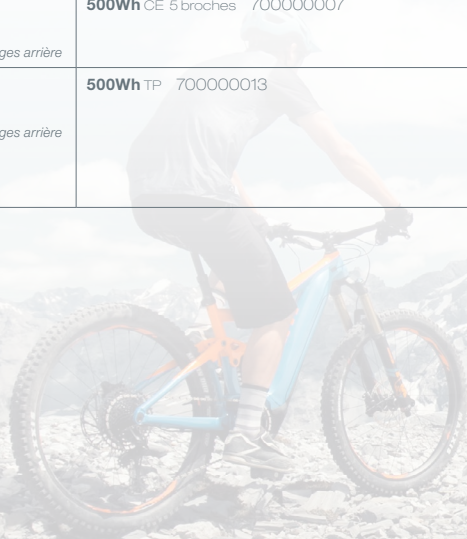 500Wh CE 5 broches 700000007
ges arrière
500Wh TP 700000013
ges arrière